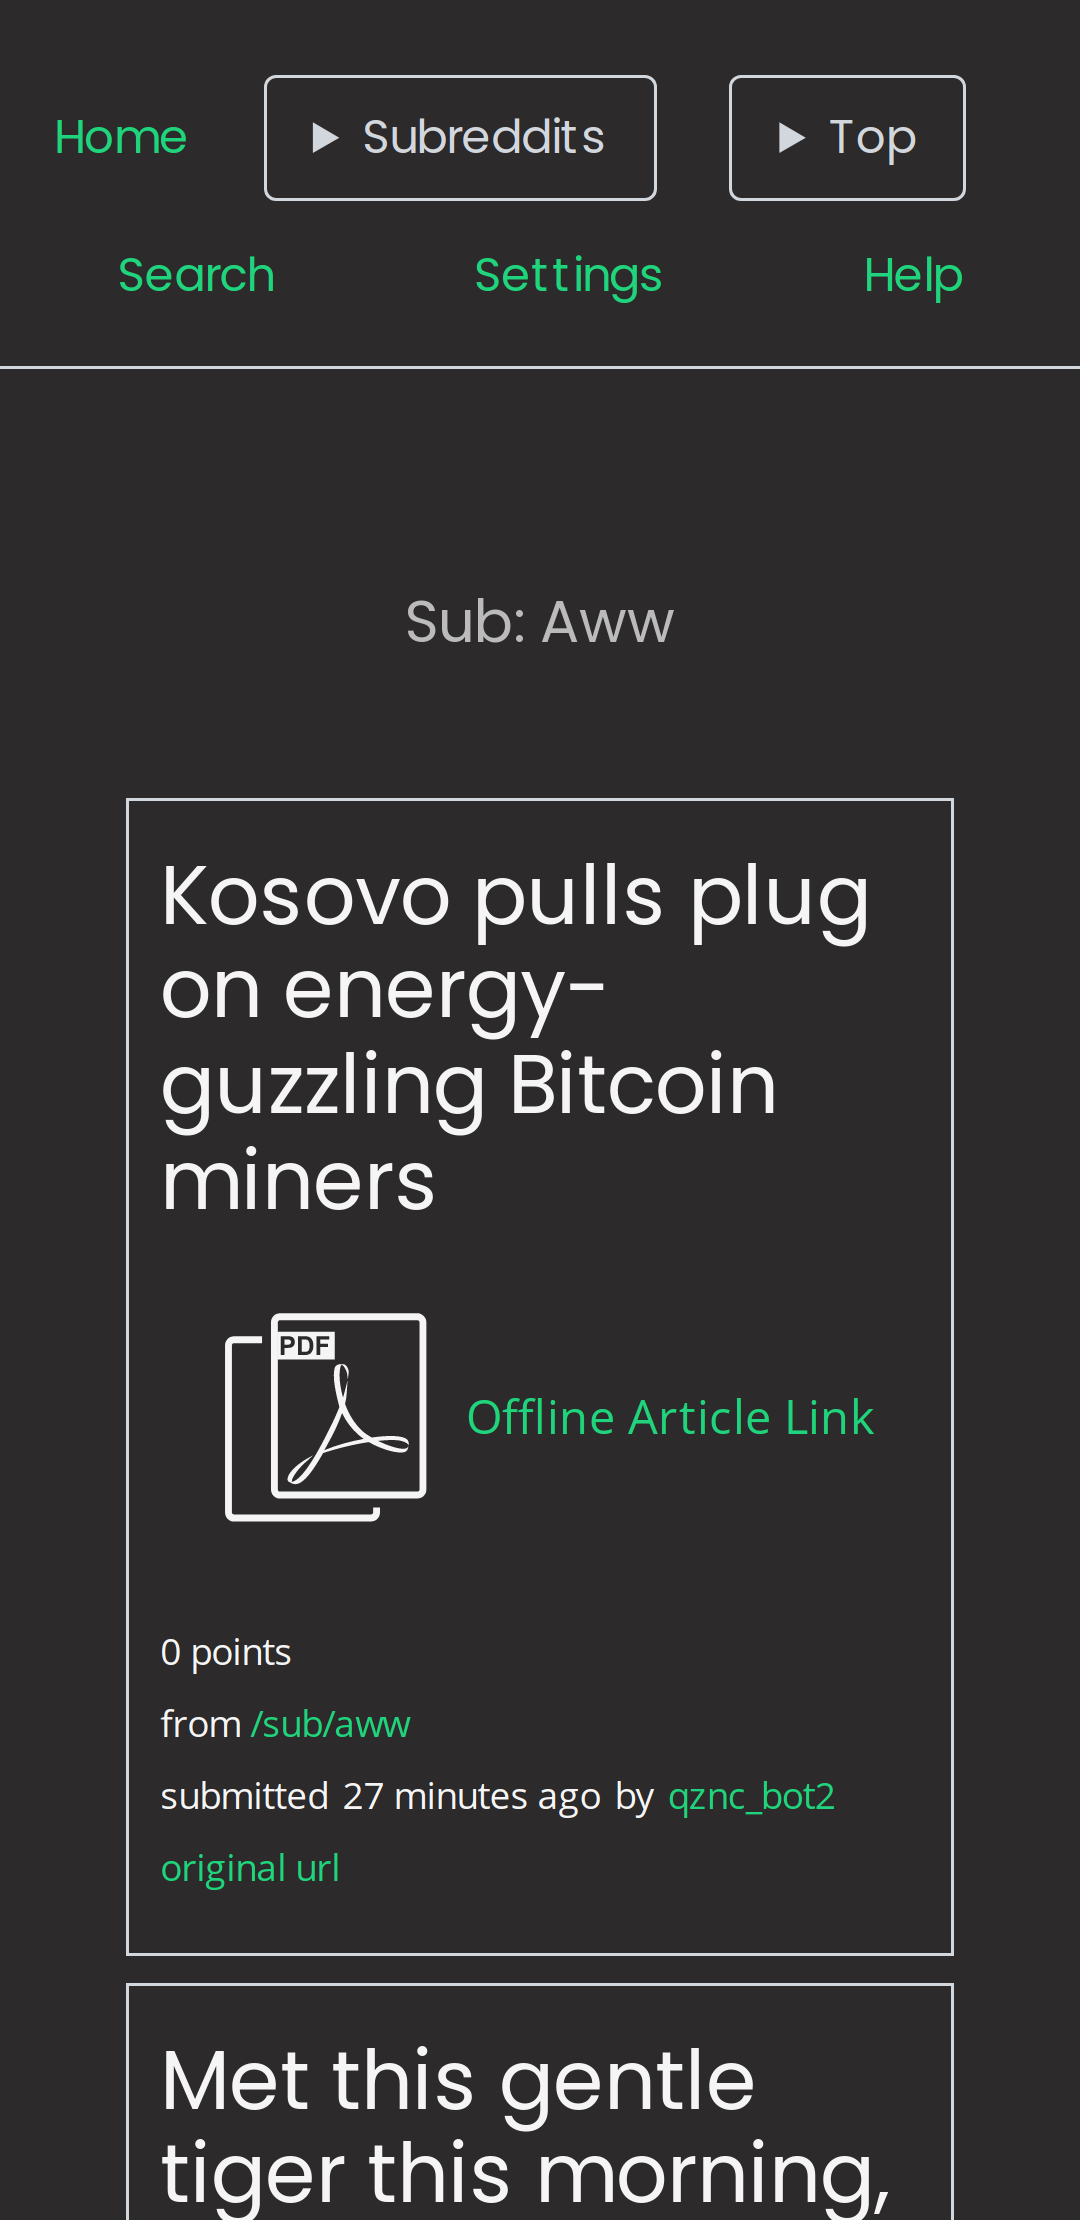 Home ▶ Subreddits ▶ Top
Search Settings Help
Sub: Aww
Kosovo pulls plug
on energy-
guzzling Bitcoin
miners
PDF
Offline Article Link
0 points
from /sub/aww
submitted 27 minutes ago by qznc_bot2
original url
Met this gentle
tiger this morning,